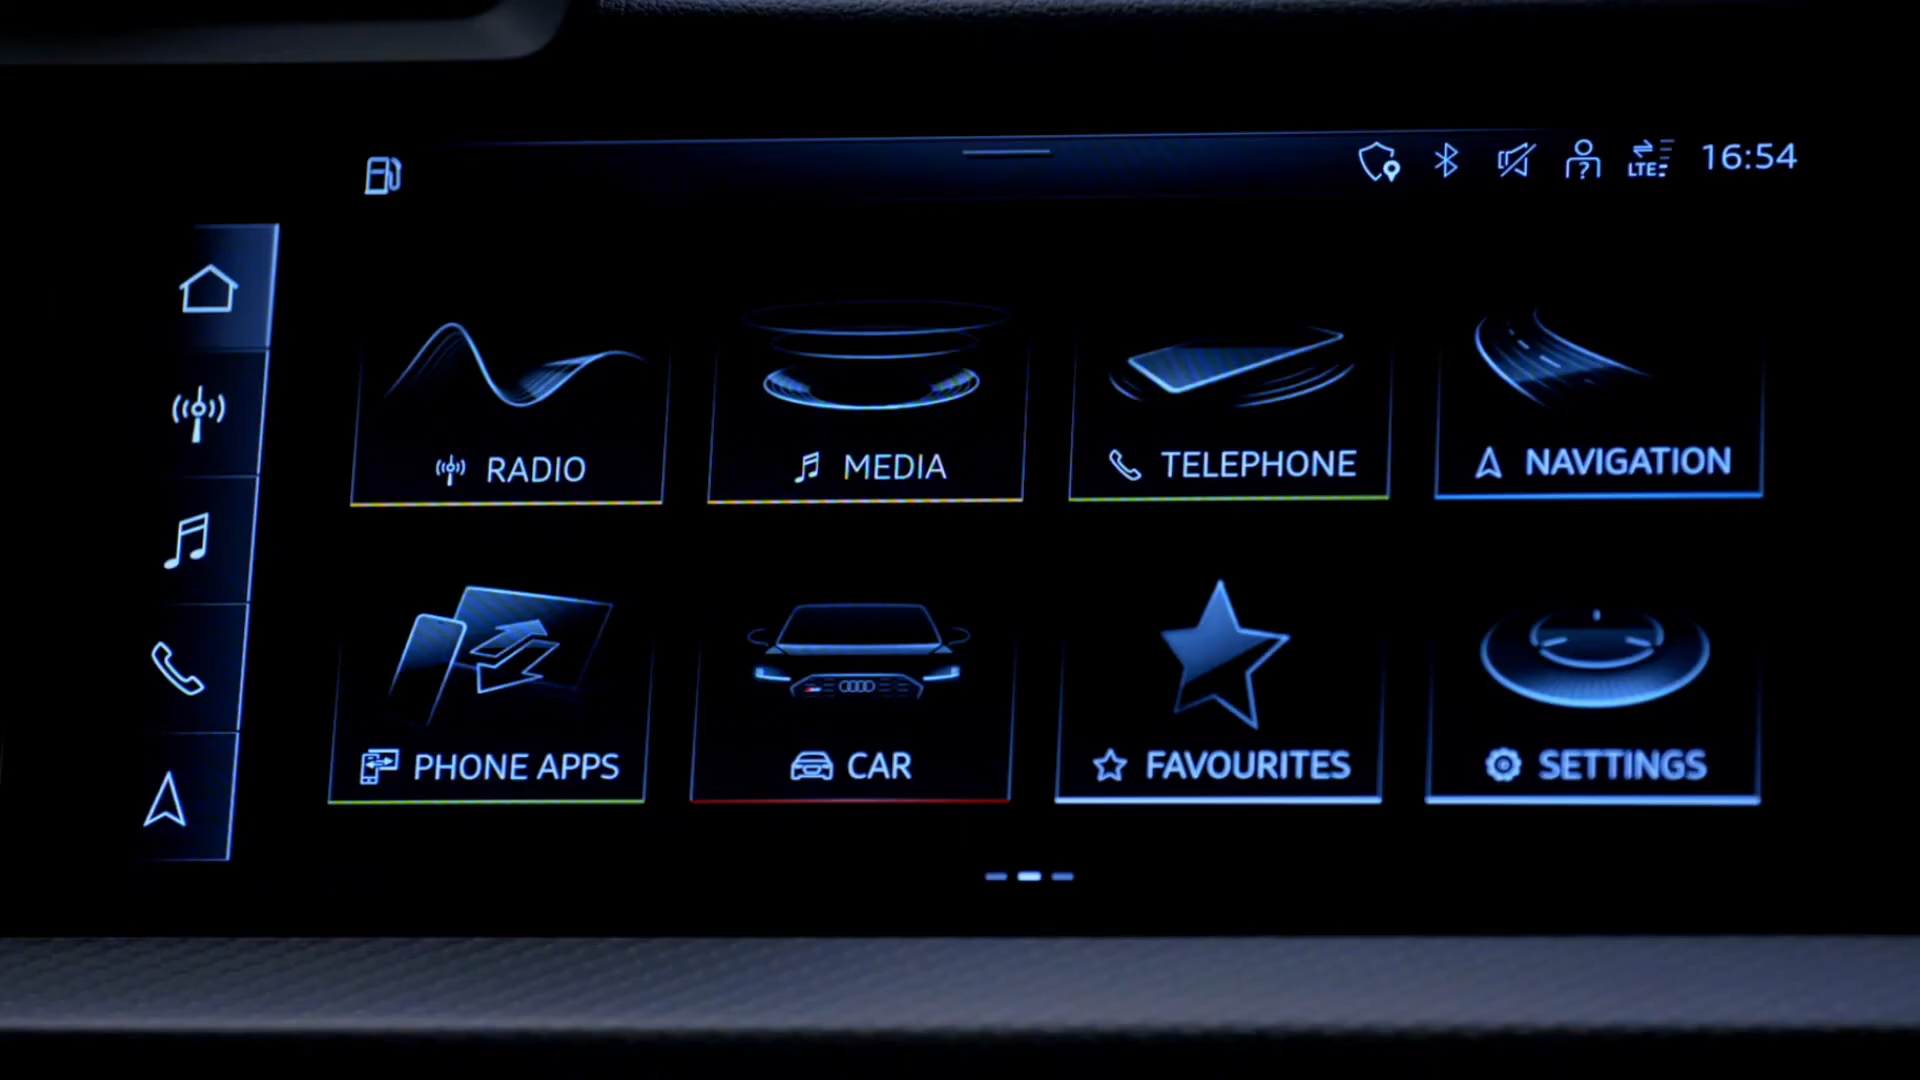 LTE 16:54
RADIO MEDIA TELEPHONE NAVIGATION
PHONE APPS CAR FAVOURITES SETTINGS